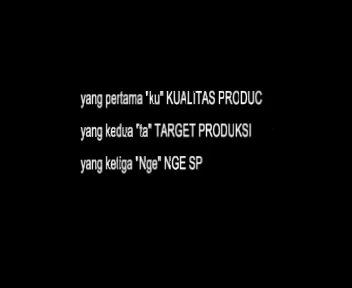 yang pertama "ku" KUALITAS PRODUC
yang kedua "ta" TARGET PRODUKSI
yang ketiga "Nge" NGE SP